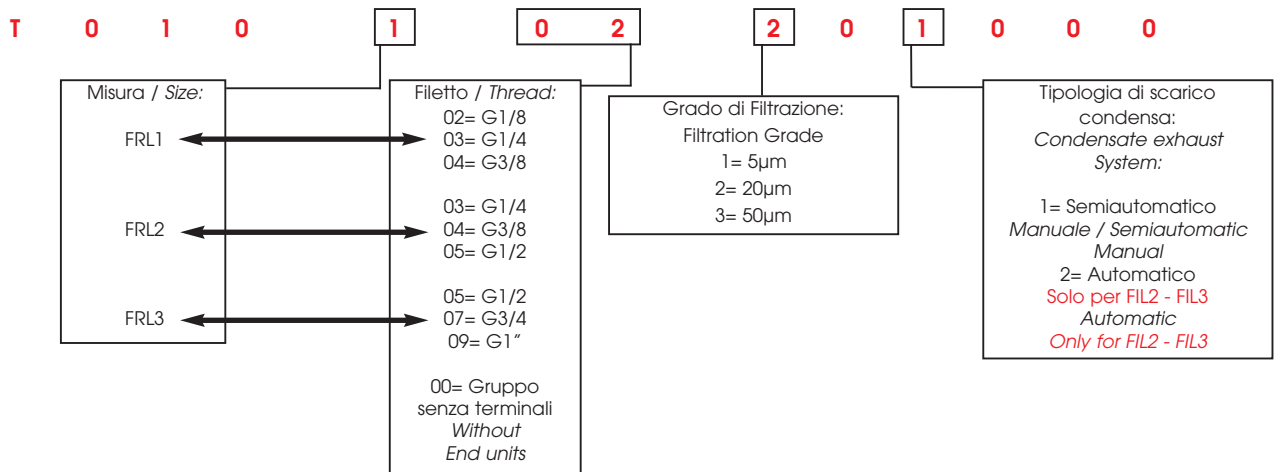 T 0 1 0 1 0 2 2 0 1 0 0 0
Misura / Size:
FRL1
FRL2
FRL3
Filetto / Thread:
02= G1/8
03= G1/4
04= G3/8
03= G1/4
04= G3/8
05= G1/2
05= G1/2
07= G3/4
09= G1”
00= Gruppo
senza terminali
Without
End units
Grado di Filtrazione:
Filtration Grade
1= 5µm
2= 20µm
3= 50µm
Tipologia di scarico
condensa:
Condensate exhaust
System:
1= Semiautomatico
Manuale / Semiautomatic
Manual
2= Automatico
Solo per FIL2 - FIL3
Automatic
Only for FIL2 - FIL3